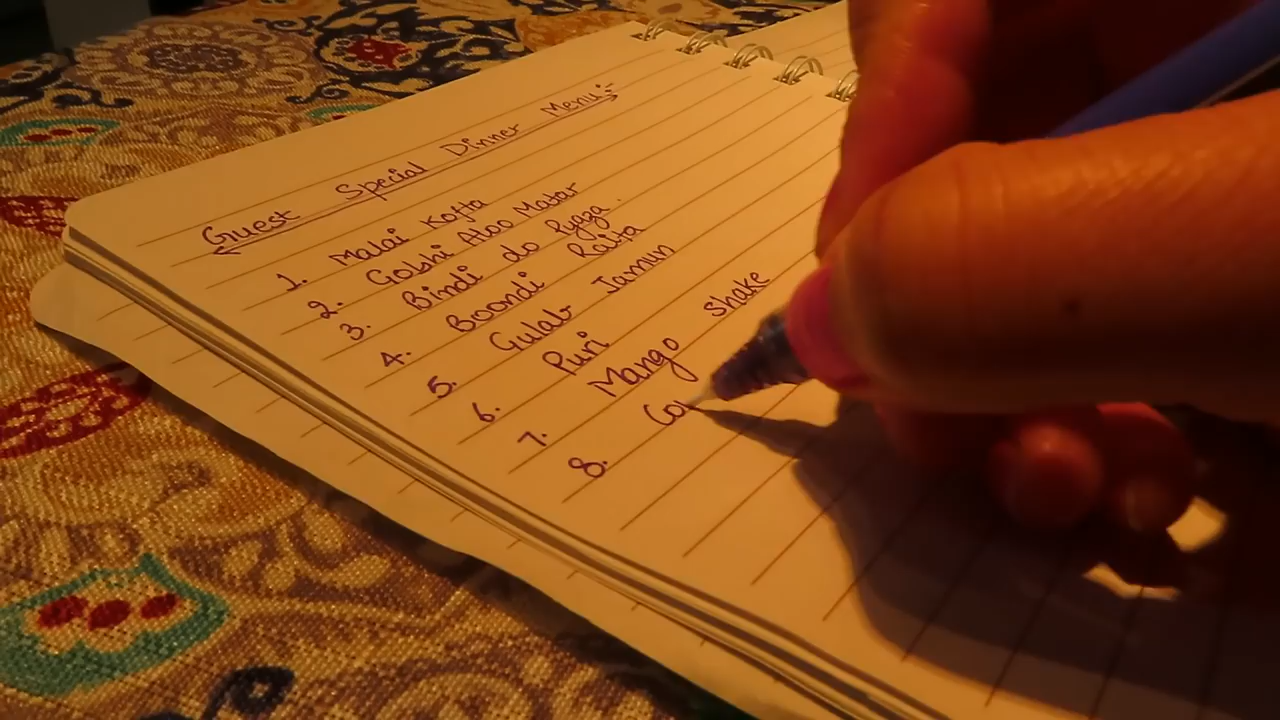 Guest Special Dinner Menu:-
1. Malai Kofta
2. Gobhi Aloo Matar
3. Bindi do Pyaza.
4. Boondi Raita
5. Gulab Jamun
6. Puri
7. Mango Shake
8.